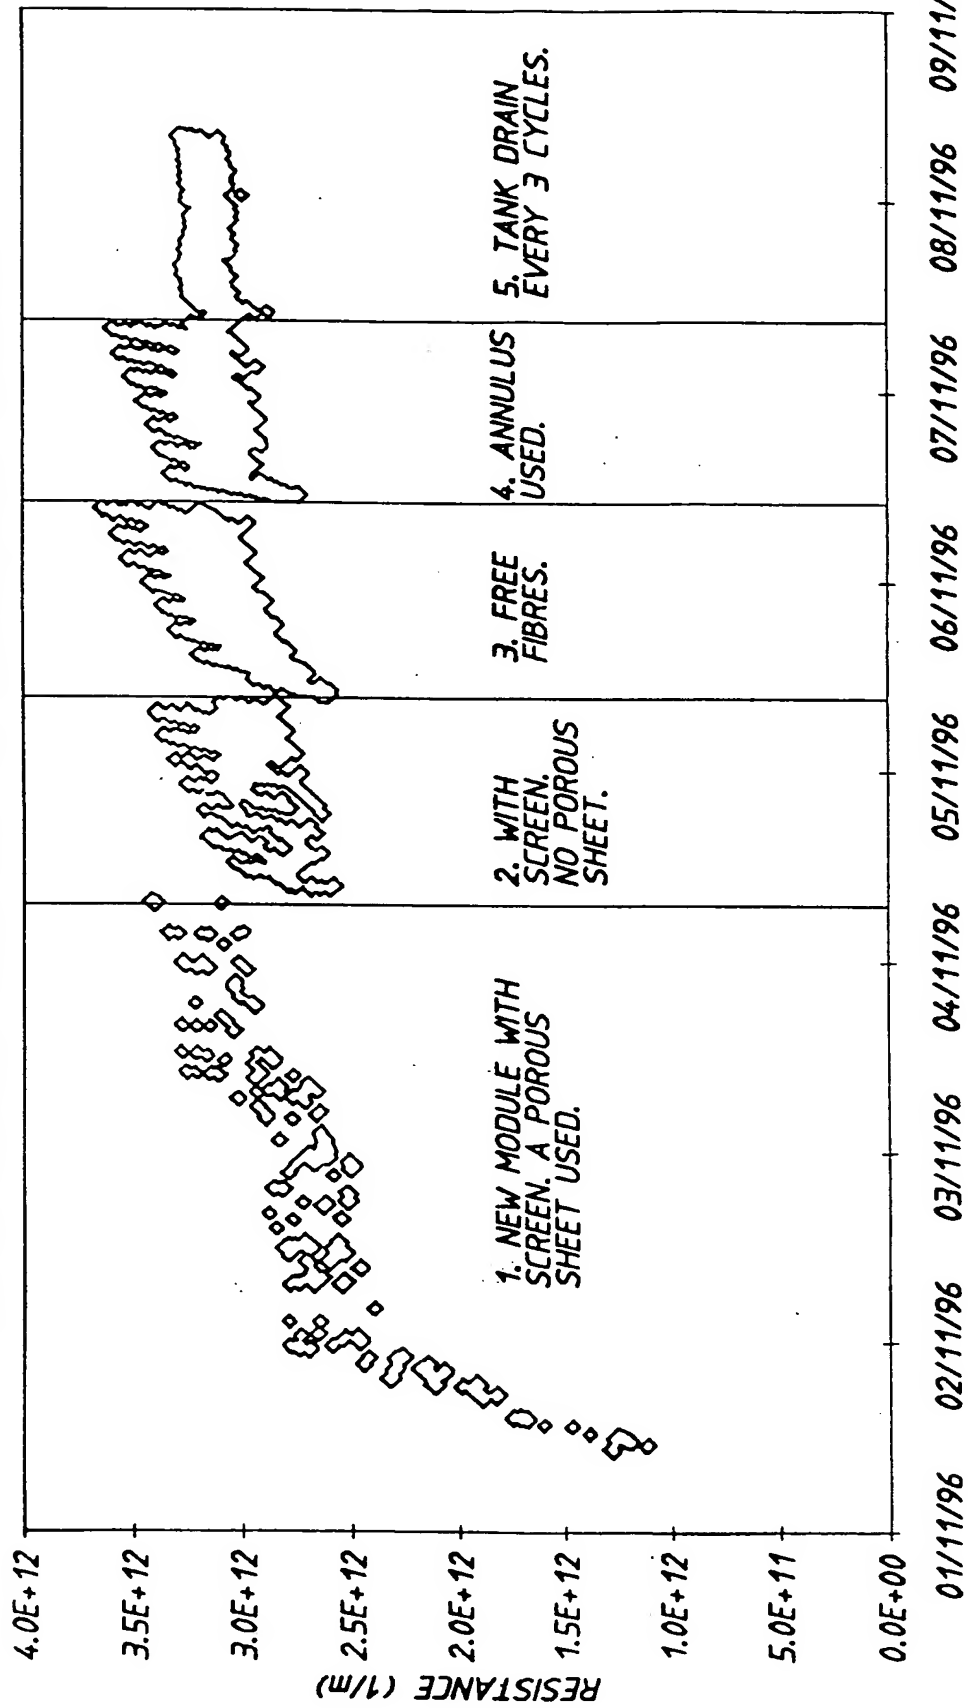 RESISTANCE (1/m)
4.0E+12
3.5E+12
3.0E+12
2.5E+12
2.0E+12
1.5E+12
1.0E+12
5.0E+11
0.0E+00
1. NEW MODULE WITH
SCREEN. A POROUS
SHEET USED.
2. WITH
SCREEN.
NO POROUS
SHEET.
3. FREE
FIBRES.
4. ANNULUS
USED.
5. TANK DRAIN
EVERY 3 CYCLES.
01/11/96
02/11/96
03/11/96
04/11/96
05/11/96
06/11/96
07/11/96
08/11/96
09/11/